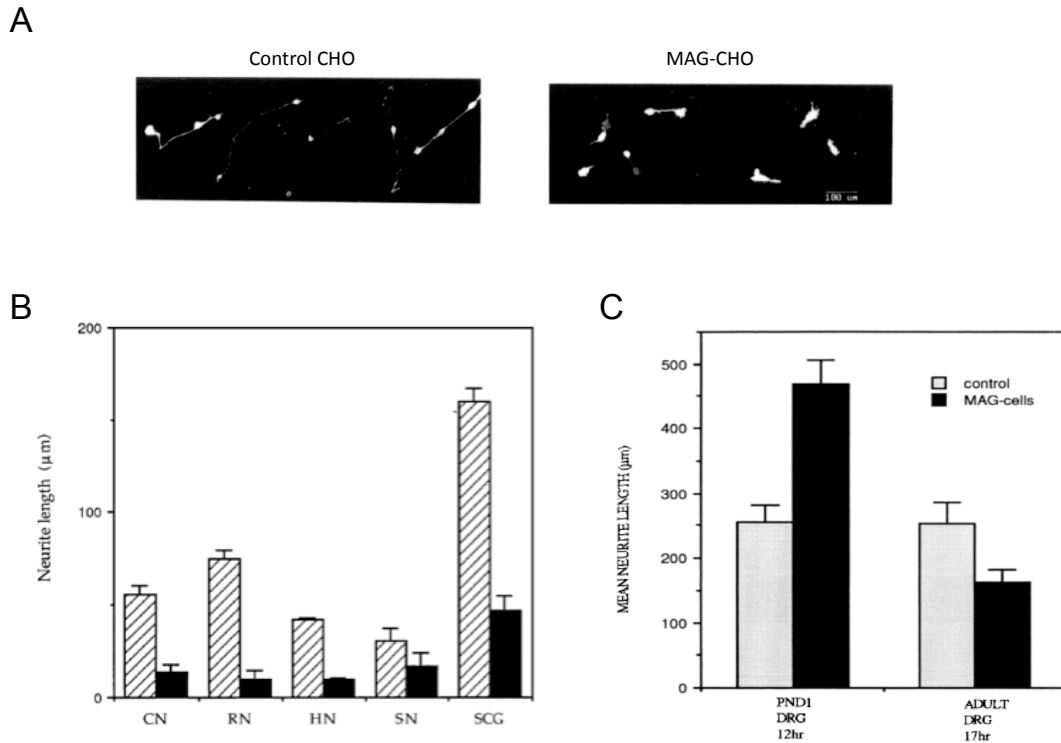 A
Control CHO
MAG-CHO
100 um
B
200
100
0
Neurite length (μm)
CN
RN
HN
SN
SCG
C
500
400
300
200
100
0
MEAN NEURITE LENGTH (μm)
control
MAG-cells
PND1
DRG
12hr
ADULT
DRG
17hr